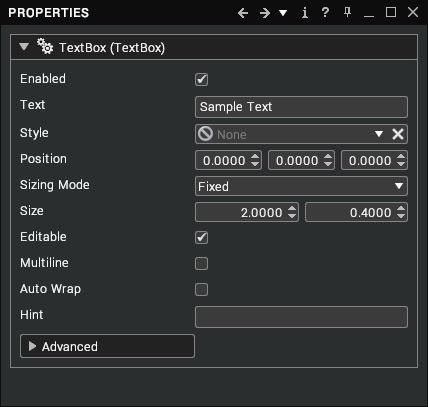 PROPERTIES
TextBox (TextBox)
Enabled
Text Sample Text
Style None
Position 0.0000 0.0000 0.0000
Sizing Mode Fixed
Size 2.0000 0.4000
Editable
Multiline
Auto Wrap
Hint
Advanced